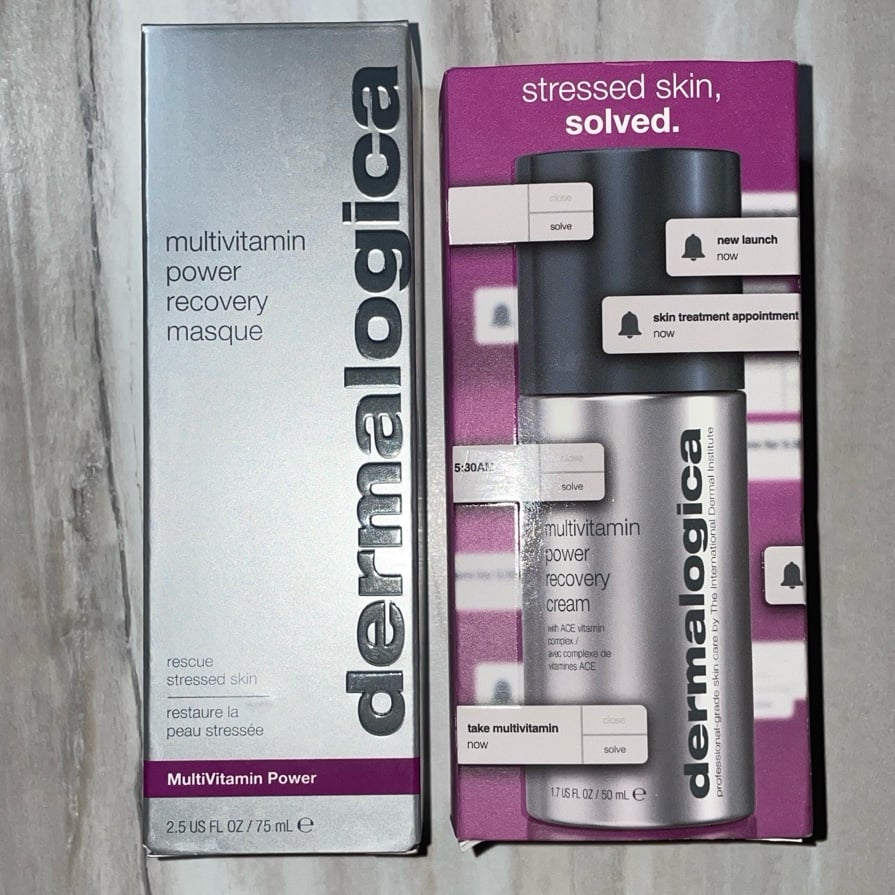 dermalogica
multivitamin
power
recovery
masque
rescue
stressed skin
restaure la
peau stressée
MultiVitamin Power
2.5 US FL OZ / 75 mL ℮
stressed skin,
solved.
close
solve
new launch
now
skin treatment appointment
now
5:30AM
close
solve
multivitamin
power
recovery
cream
with ACE vitamin
complex /
avec complexe de
vitamines ACE
dermalogica
professional-grade skin care by The International Dermal Institute
take multivitamin
now
close
solve
1.7 US FL OZ / 50 mL ℮